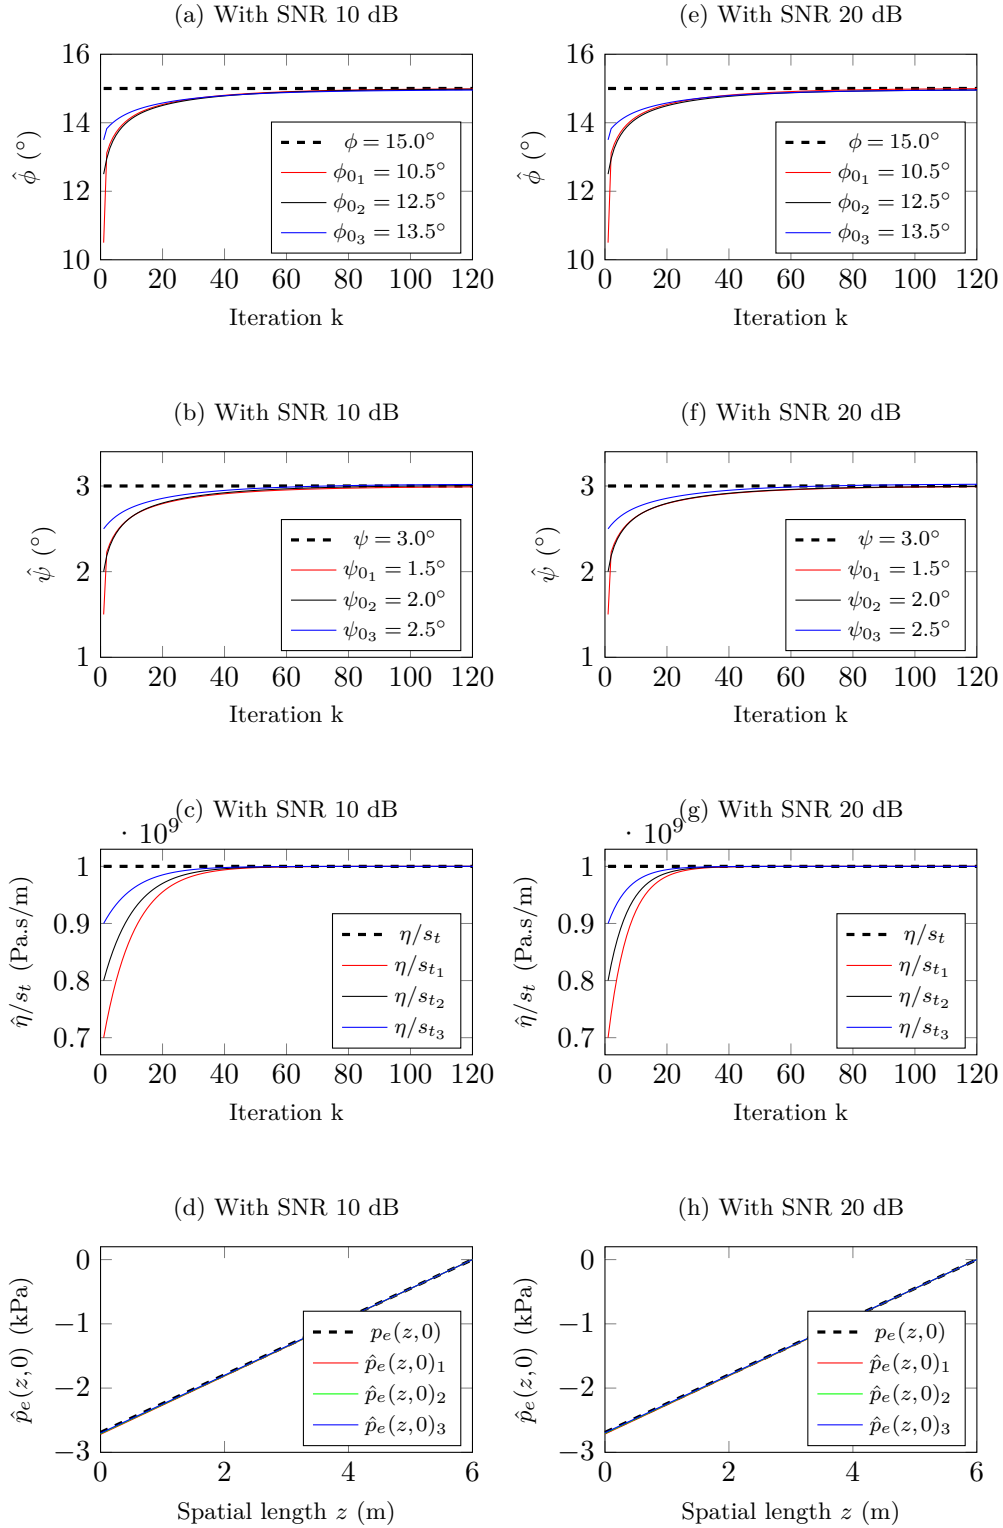 (a) With SNR 10 dB
16
14
12
10
0 20 40 60 80 100 120
ϕ̂ (°)
Iteration k
ϕ = 15.0°
ϕ₀₁ = 10.5°
ϕ₀₂ = 12.5°
ϕ₀₃ = 13.5°
(e) With SNR 20 dB
16
14
12
10
0 20 40 60 80 100 120
ϕ̂ (°)
Iteration k
ϕ = 15.0°
ϕ₀₁ = 10.5°
ϕ₀₂ = 12.5°
ϕ₀₃ = 13.5°
(b) With SNR 10 dB
3
2
1
0 20 40 60 80 100 120
ψ̂ (°)
Iteration k
ψ = 3.0°
ψ₀₁ = 1.5°
ψ₀₂ = 2.0°
ψ₀₃ = 2.5°
(f) With SNR 20 dB
3
2
1
0 20 40 60 80 100 120
ψ̂ (°)
Iteration k
ψ = 3.0°
ψ₀₁ = 1.5°
ψ₀₂ = 2.0°
ψ₀₃ = 2.5°
(c) With SNR 10 dB
· 10⁹
1
0.9
0.8
0.7
0 20 40 60 80 100 120
η̂/sₜ (Pa.s/m)
Iteration k
η/sₜ
η/sₜ₁
η/sₜ₂
η/sₜ₃
(g) With SNR 20 dB
· 10⁹
1
0.9
0.8
0.7
0 20 40 60 80 100 120
η̂/sₜ (Pa.s/m)
Iteration k
η/sₜ
η/sₜ₁
η/sₜ₂
η/sₜ₃
(d) With SNR 10 dB
0
−1
−2
−3
0 2 4 6
p̂ₑ(z,0) (kPa)
Spatial length z (m)
pₑ(z,0)
p̂ₑ(z,0)₁
p̂ₑ(z,0)₂
p̂ₑ(z,0)₃
(h) With SNR 20 dB
0
−1
−2
−3
0 2 4 6
p̂ₑ(z,0) (kPa)
Spatial length z (m)
pₑ(z,0)
p̂ₑ(z,0)₁
p̂ₑ(z,0)₂
p̂ₑ(z,0)₃